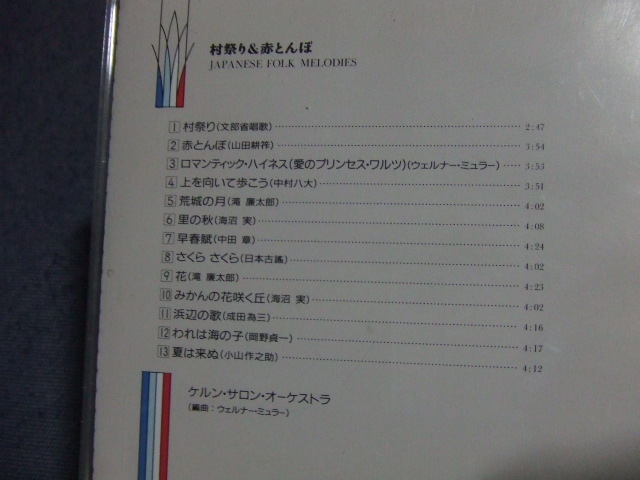 村祭り&赤とんぼ
JAPANESE FOLK MELODIES
1 村祭り(文部省唱歌) 2:47
2 赤とんぼ(山田耕筰) 3:54
3 ロマンティック・ハイネス(愛のプリンセス・ワルツ)(ウェルナー・ミュラー) 3:53
4 上を向いて歩こう(中村八大) 3:51
5 荒城の月(滝 廉太郎) 4:02
6 里の秋(海沼 実) 4:08
7 早春賦(中田 章) 4:24
8 さくら さくら(日本古謡) 4:02
9 花(滝 廉太郎) 4:23
10 みかんの花咲く丘(海沼 実) 4:02
11 浜辺の歌(成田為三) 4:16
12 われは海の子(岡野貞一) 4:17
13 夏は来ぬ(小山作之助) 4:12
ケルン・サロン・オーケストラ
(編曲:ウェルナー・ミュラー)